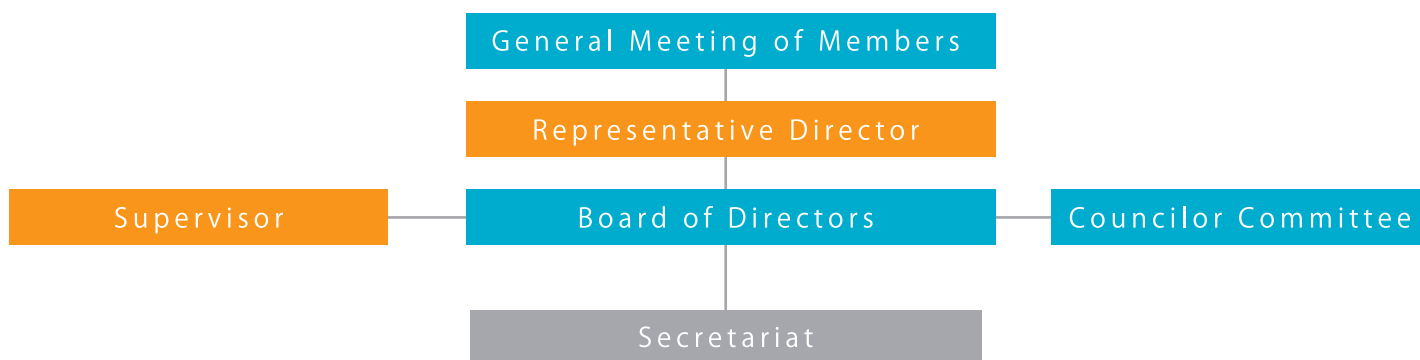 General Meeting of Members
Representative Director
Supervisor
Board of Directors
Councilor Committee
Secretariat